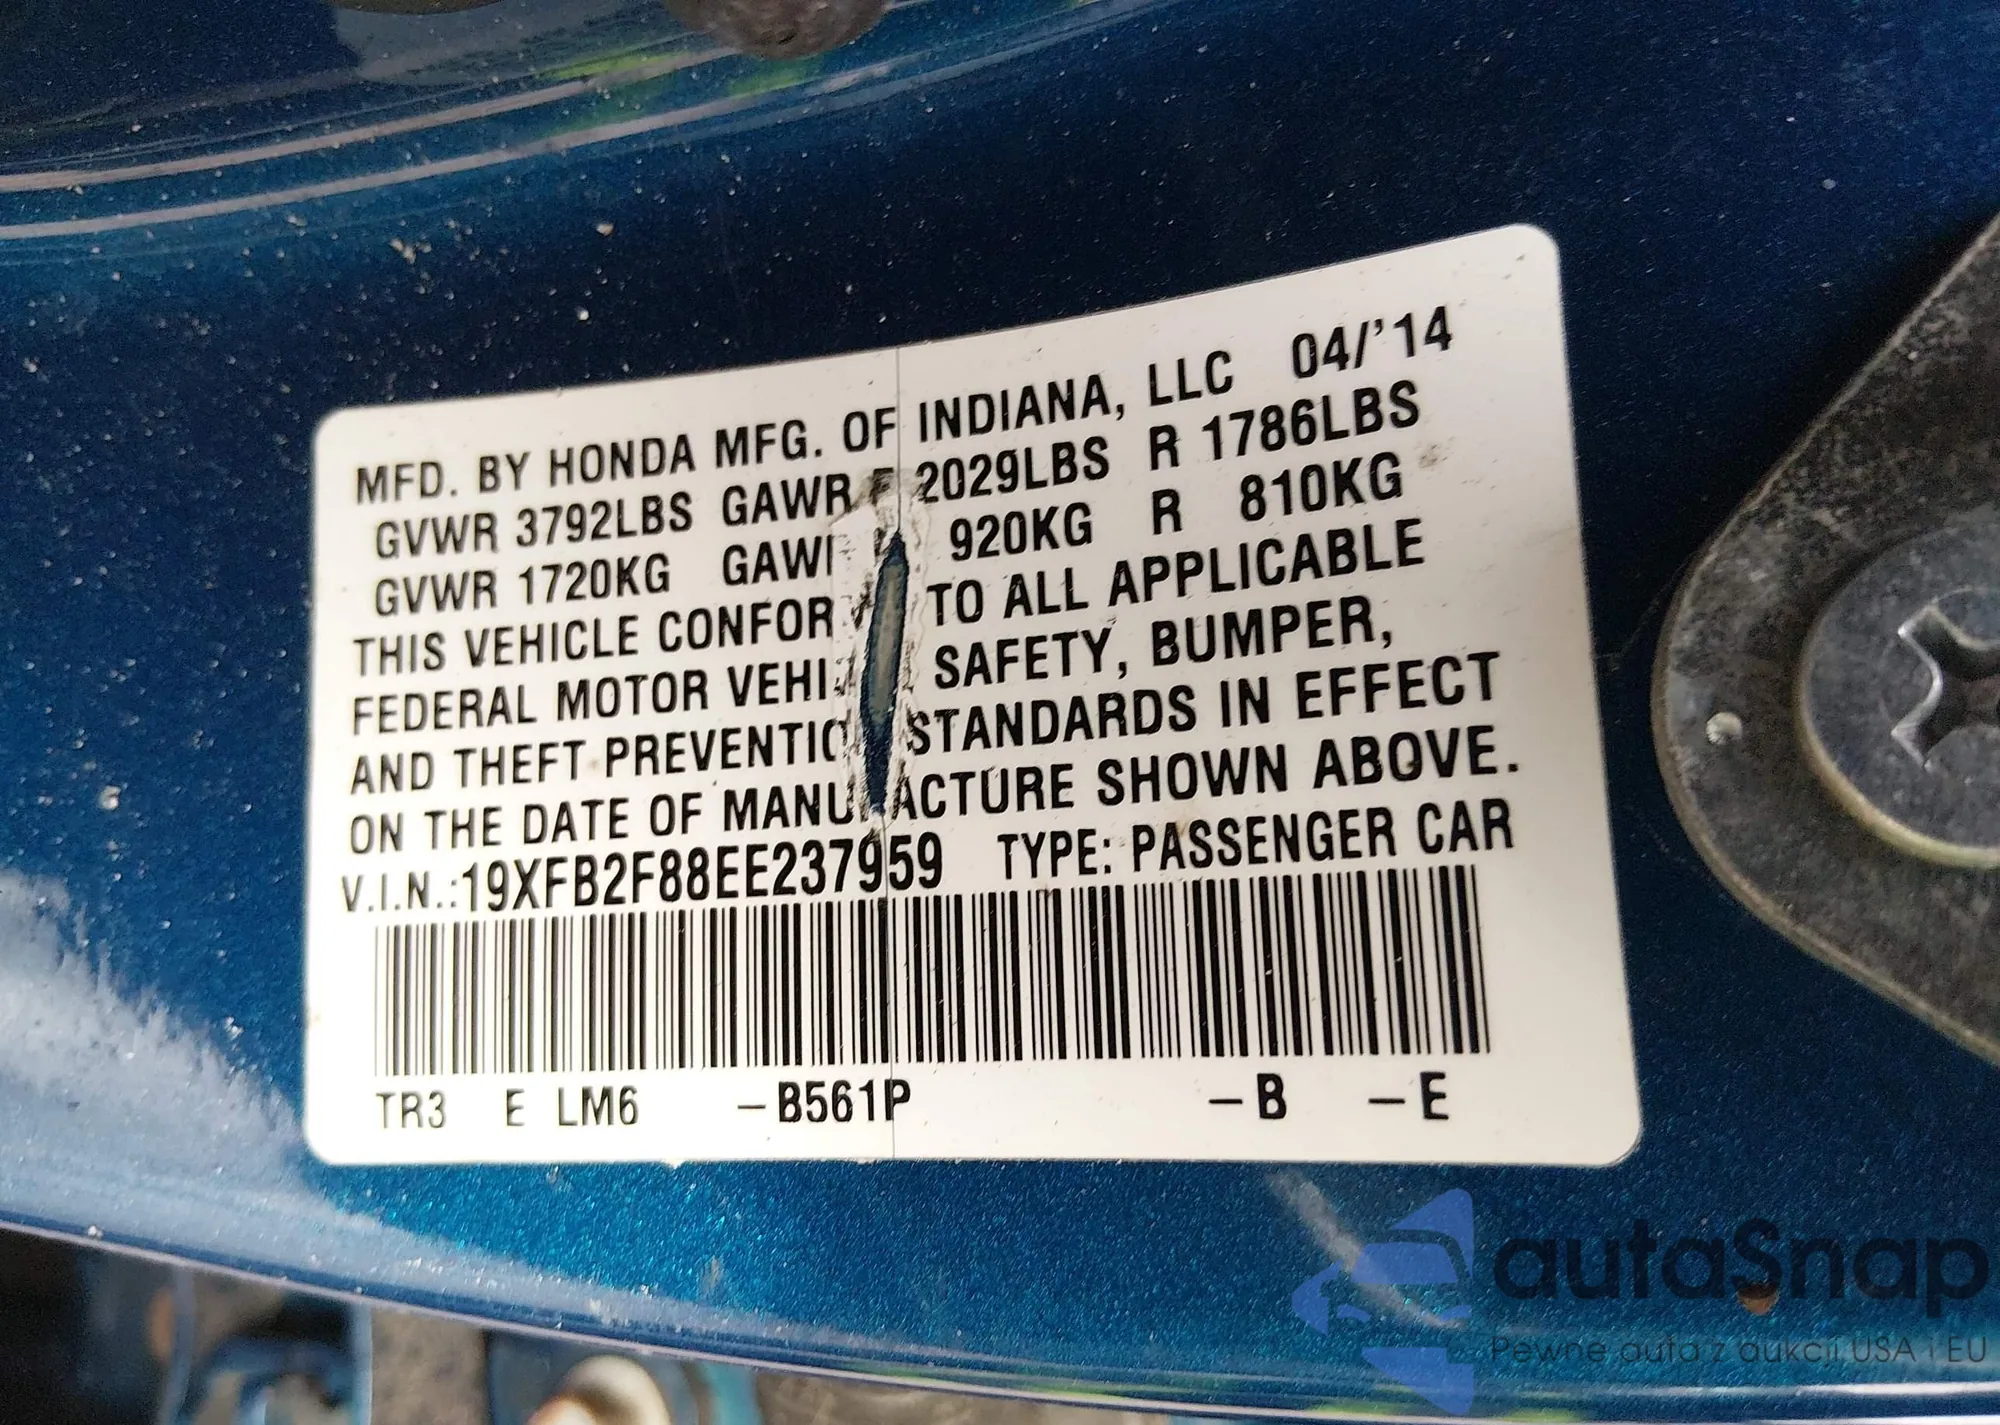 MFD. BY HONDA MFG. OF INDIANA, LLC 04/'14
GVWR 3792LBS GAWR F 2029LBS R 1786LBS
GVWR 1720KG GAW 920KG R 810KG
THIS VEHICLE CONFOR TO ALL APPLICABLE
FEDERAL MOTOR VEHI SAFETY, BUMPER,
AND THEFT PREVENTIO STANDARDS IN EFFECT
ON THE DATE OF MANU ACTURE SHOWN ABOVE.
V.I.N.:19XFB2F88EE237959 TYPE: PASSENGER CAR
TR3 E LM6 -B561P -B -E
autaSnap
Pewne auta z aukcji USA i EU